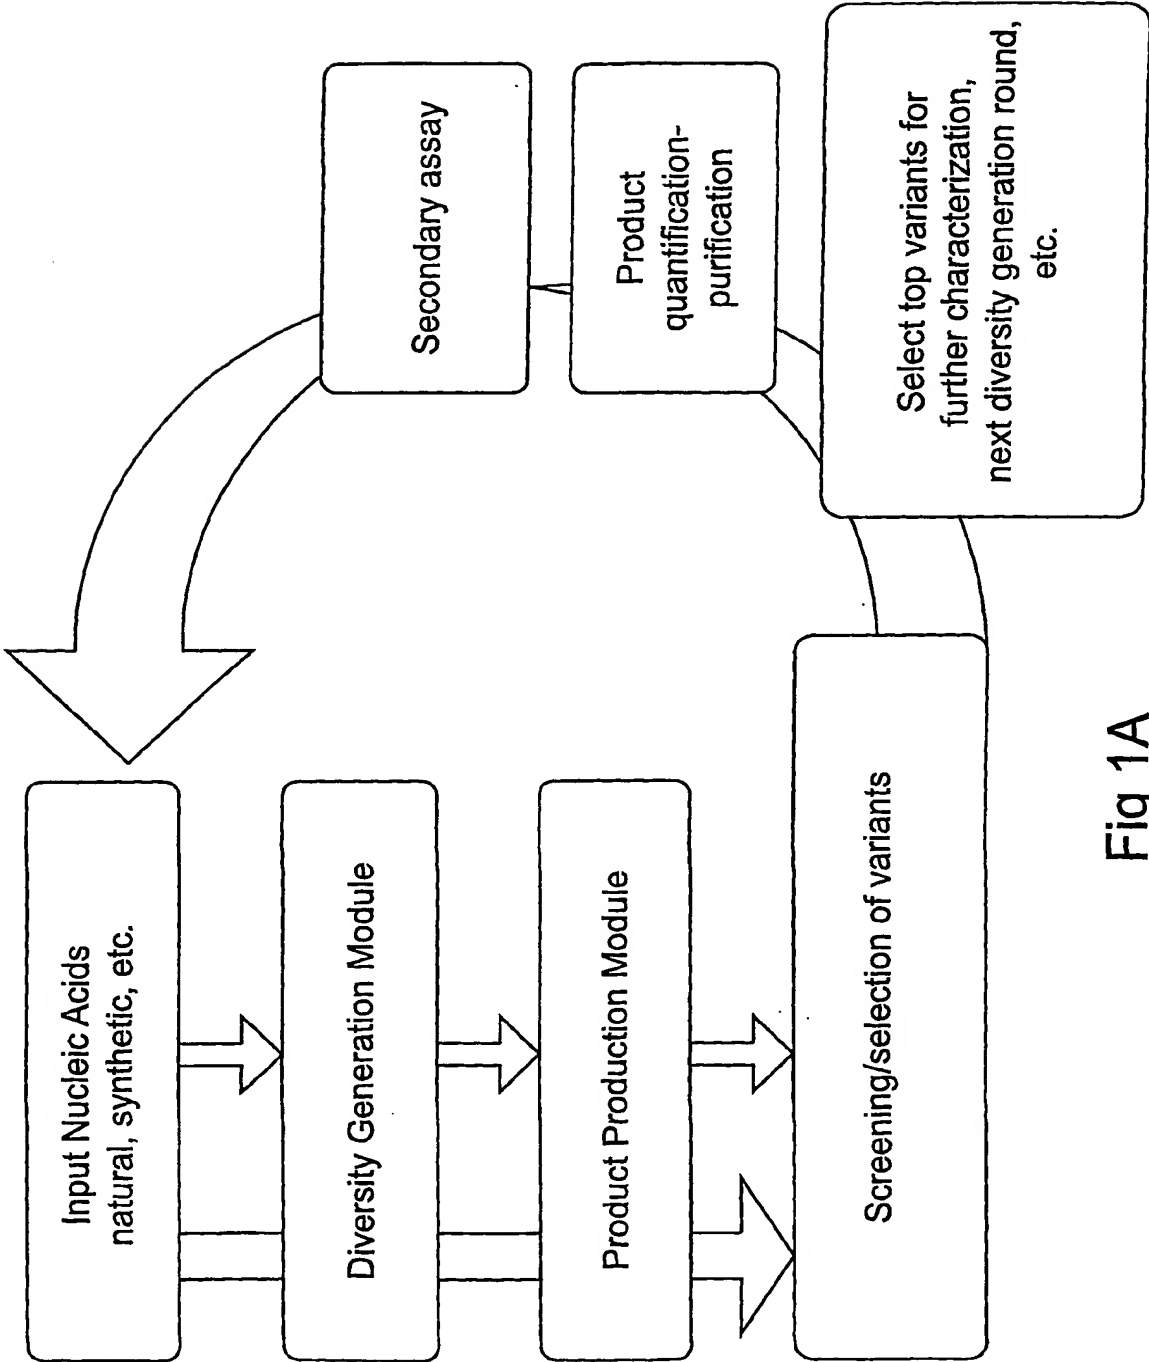 Input Nucleic Acids
natural, synthetic, etc.
Diversity Generation Module
Product Production Module
Screening/selection of variants
Secondary assay
Product
quantification-
purification
Select top variants for
further characterization,
next diversity generation round,
etc.
Fig 1A